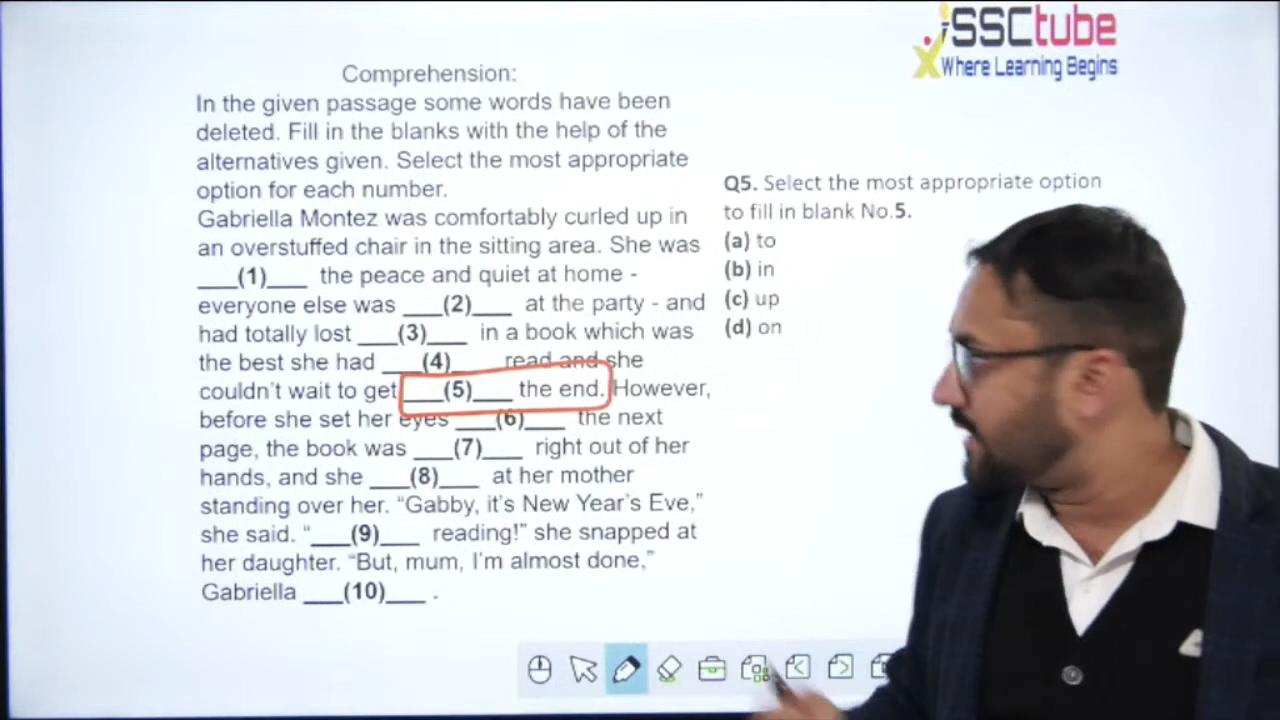 SSCtube
Where Learning Begins
Comprehension:
In the given passage some words have been
deleted. Fill in the blanks with the help of the
alternatives given. Select the most appropriate
option for each number.
Gabriella Montez was comfortably curled up in
an overstuffed chair in the sitting area. She was
___(1)___ the peace and quiet at home -
everyone else was ___(2)___ at the party - and
had totally lost ___(3)___ in a book which was
the best she had ___(4)___ read and she
couldn't wait to get ___(5)___ the end. However,
before she set her eyes ___(6)___ the next
page, the book was ___(7)___ right out of her
hands, and she ___(8)___ at her mother
standing over her. "Gabby, it's New Year's Eve,"
she said. "___(9)___ reading!" she snapped at
her daughter. "But, mum, I'm almost done,"
Gabriella ___(10)___ .
Q5. Select the most appropriate option
to fill in blank No.5.
(a) to
(b) in
(c) up
(d) on